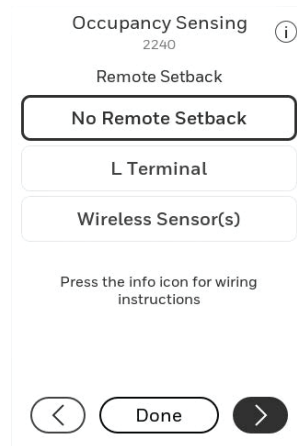 Occupancy Sensing
2240
Remote Setback
No Remote Setback
L Terminal
Wireless Sensor(s)
Press the info icon for wiring
instructions
Done